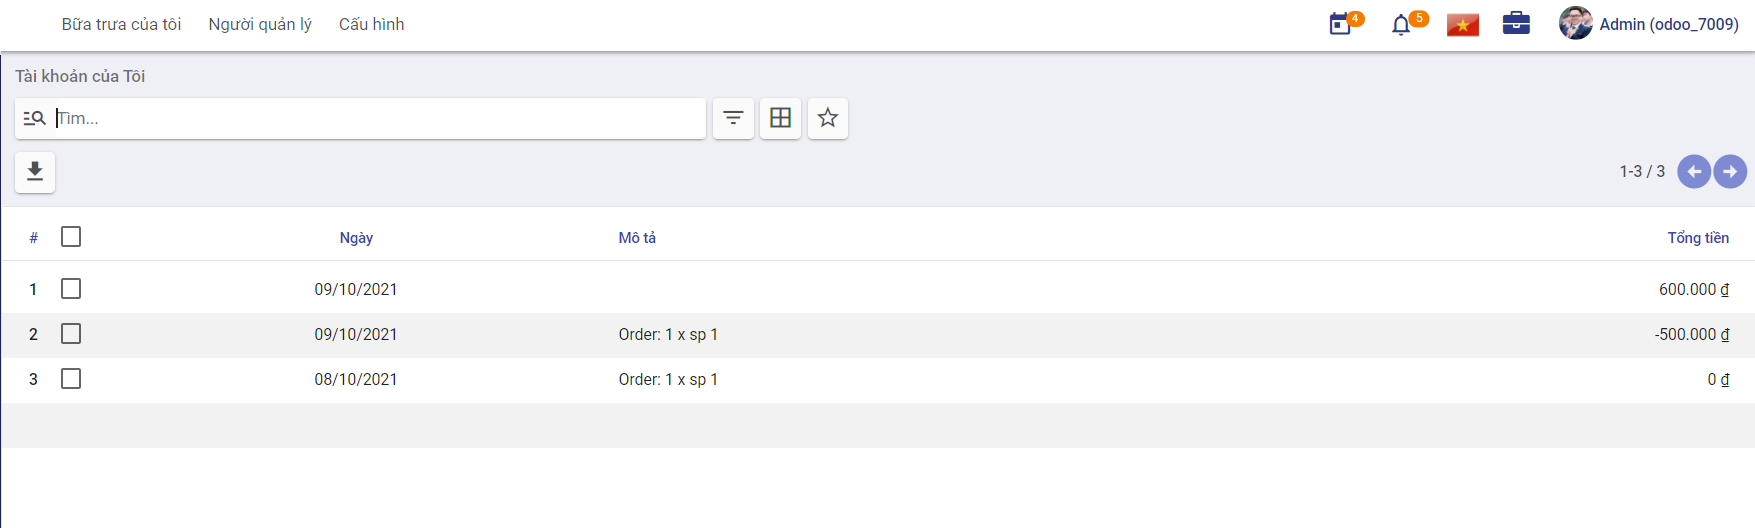 Bữa trưa của tôi Người quản lý Cấu hình 4 5 Admin (odoo_7009)
Tài khoản của Tôi
Tìm...
1-3 / 3
# Ngày Mô tả Tổng tiền
1 09/10/2021 600.000 ₫
2 09/10/2021 Order: 1 x sp 1 -500.000 ₫
3 08/10/2021 Order: 1 x sp 1 0 ₫